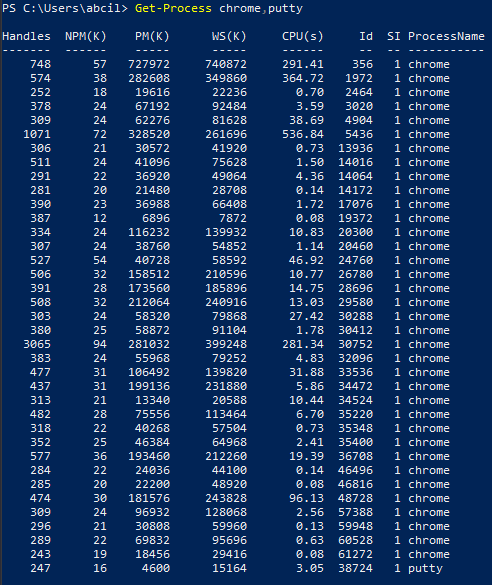 PS C:\Users\abcil> Get-Process chrome,putty
Handles NPM(K) PM(K) WS(K) CPU(s) Id SI ProcessName
------- ------ ----- ----- ------ -- -- -----------
748 57 727972 740872 291.41 356 1 chrome
574 38 282608 349860 364.72 1972 1 chrome
252 18 19616 22236 0.70 2464 1 chrome
378 24 67192 92484 3.59 3020 1 chrome
309 24 62276 81628 38.69 4904 1 chrome
1071 72 328520 261696 536.84 5436 1 chrome
306 21 30572 41920 0.73 13936 1 chrome
511 24 41096 75628 1.50 14016 1 chrome
291 22 36920 49064 4.36 14064 1 chrome
281 20 21480 28708 0.14 14172 1 chrome
390 23 36988 66408 1.72 17076 1 chrome
387 12 6896 7872 0.08 19372 1 chrome
334 24 116232 139932 10.83 20300 1 chrome
307 24 38760 54852 1.14 20460 1 chrome
527 54 40728 58592 46.92 24760 1 chrome
506 32 158512 210596 10.77 26780 1 chrome
391 28 173560 185896 14.75 28696 1 chrome
508 32 212064 240916 13.03 29580 1 chrome
303 24 58320 79868 27.42 30288 1 chrome
380 25 58872 91104 1.78 30412 1 chrome
3065 94 281032 399248 281.34 30752 1 chrome
383 24 55968 79252 4.83 32096 1 chrome
477 31 106492 139820 31.88 33536 1 chrome
437 31 199136 231880 5.86 34472 1 chrome
313 21 13340 20588 10.44 34524 1 chrome
482 28 75556 113464 6.70 35220 1 chrome
318 22 40268 57504 0.73 35348 1 chrome
352 25 46384 64968 2.41 35400 1 chrome
577 36 193460 212260 19.39 36708 1 chrome
284 22 24036 44100 0.14 46496 1 chrome
285 20 22200 48920 0.08 46816 1 chrome
474 30 181576 243828 96.13 48728 1 chrome
309 24 96932 128068 2.56 57388 1 chrome
296 21 30808 59960 0.13 59948 1 chrome
289 22 69832 95696 0.63 60528 1 chrome
243 19 18456 29416 0.08 61272 1 chrome
247 16 4600 15164 3.05 38724 1 putty